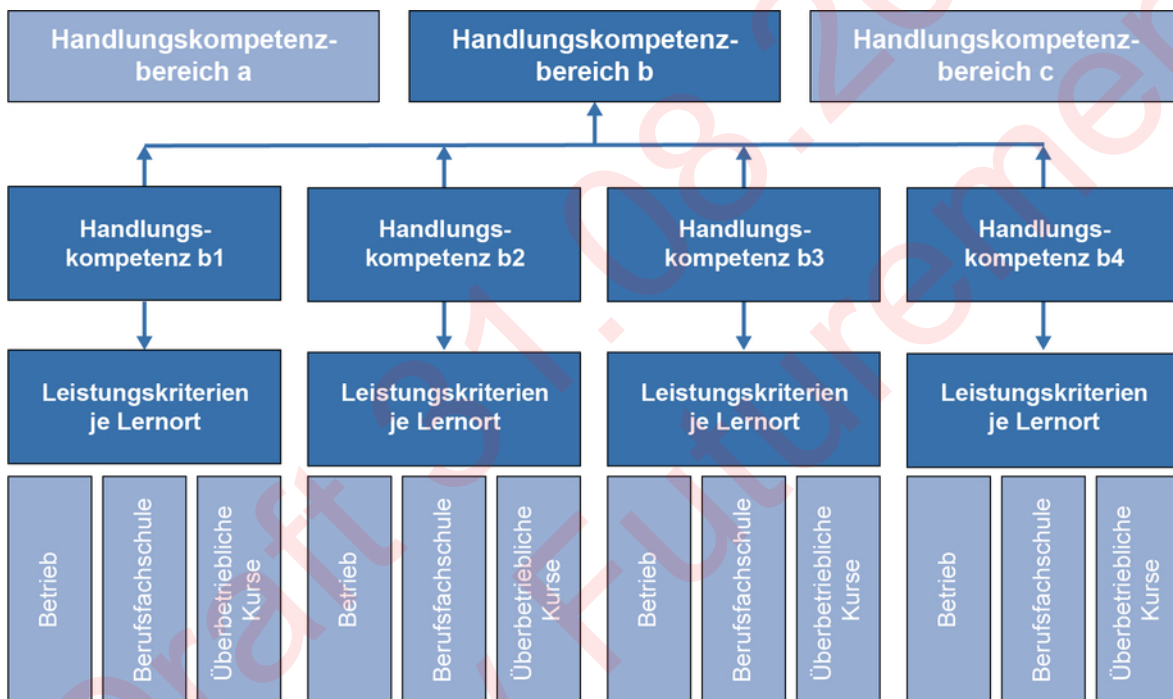 Handlungskompetenz-
bereich a
Handlungskompetenz-
bereich b
Handlungskompetenz-
bereich c
Handlungs-
kompetenz b1
Handlungs-
kompetenz b2
Handlungs-
kompetenz b3
Handlungs-
kompetenz b4
Leistungskriterien
je Lernort
Leistungskriterien
je Lernort
Leistungskriterien
je Lernort
Leistungskriterien
je Lernort
Betrieb
Berufsfachschule
Überbetriebliche
Kurse
Betrieb
Berufsfachschule
Überbetriebliche
Kurse
Betrieb
Berufsfachschule
Überbetriebliche
Kurse
Betrieb
Berufsfachschule
Überbetriebliche
Kurse